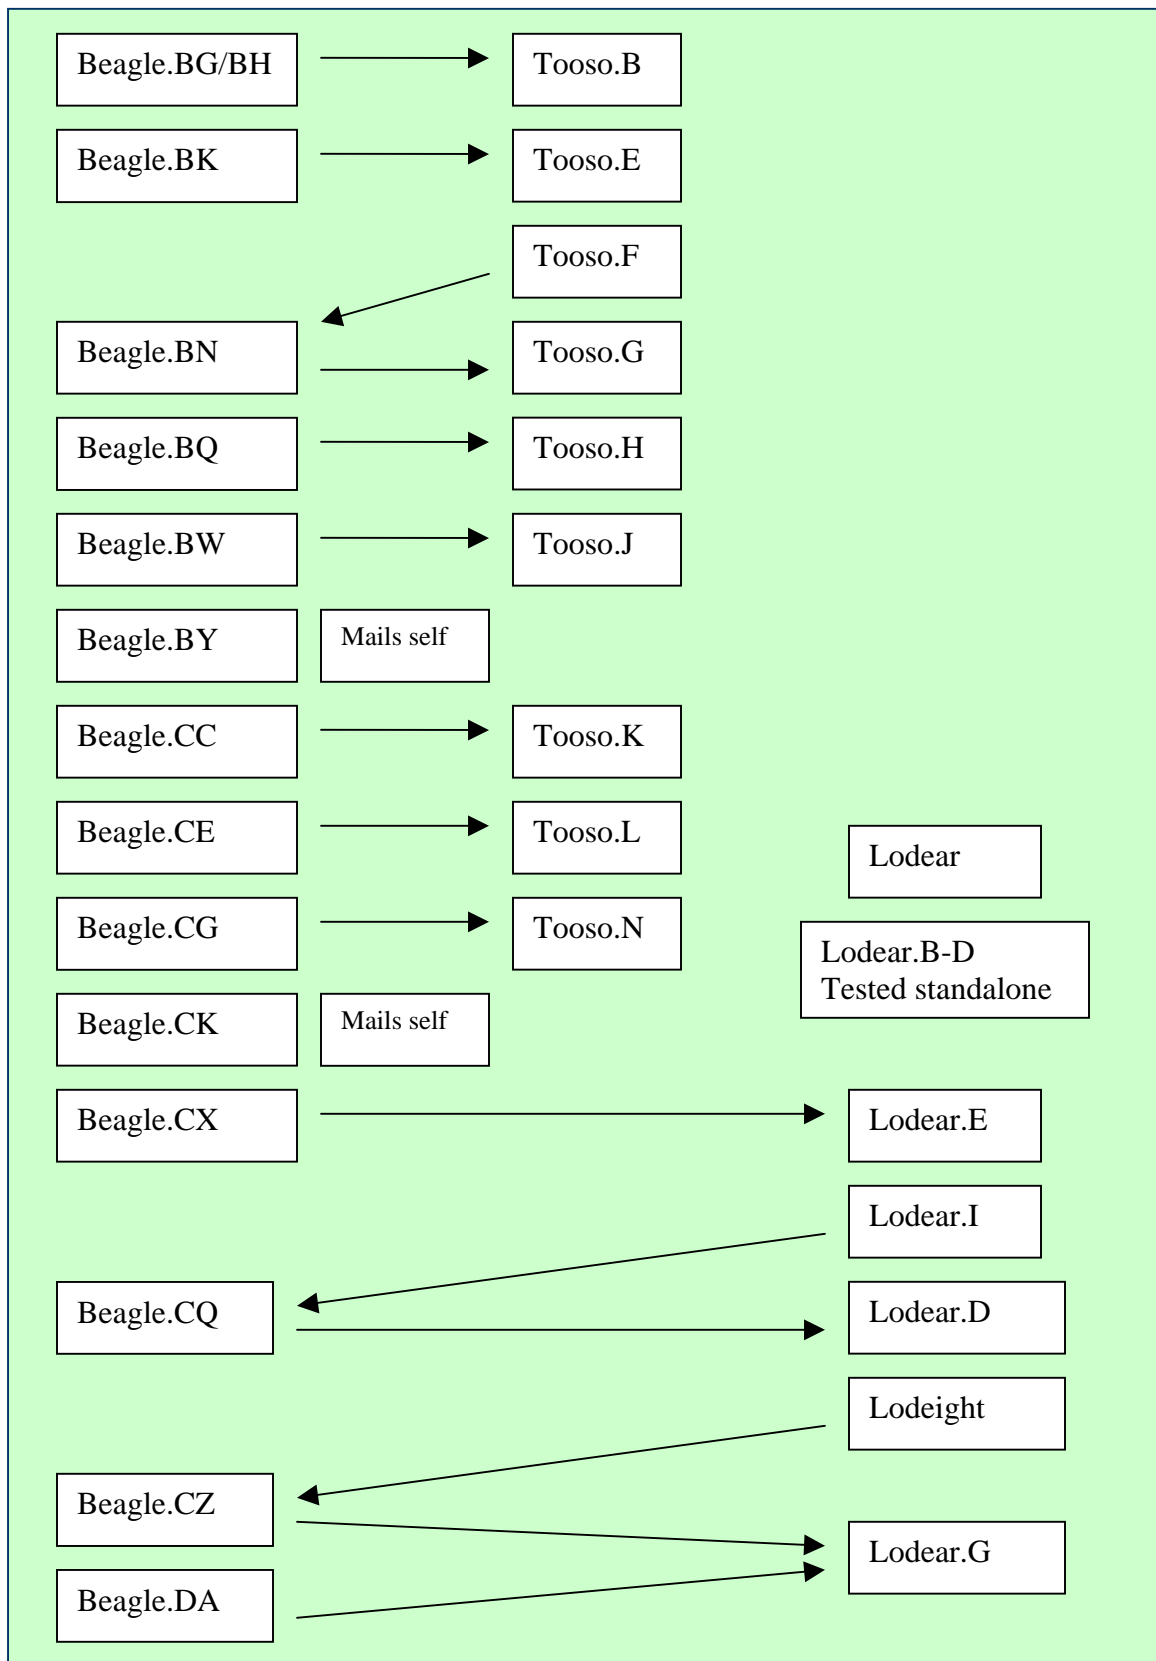 Beagle.BG/BH
Tooso.B
Beagle.BK
Tooso.E
Tooso.F
Beagle.BN
Tooso.G
Beagle.BQ
Tooso.H
Beagle.BW
Tooso.J
Beagle.BY
Mails self
Beagle.CC
Tooso.K
Beagle.CE
Tooso.L
Lodear
Beagle.CG
Tooso.N
Lodear.B-D
Tested standalone
Beagle.CK
Mails self
Beagle.CX
Lodear.E
Lodear.I
Beagle.CQ
Lodear.D
Lodeight
Beagle.CZ
Lodear.G
Beagle.DA